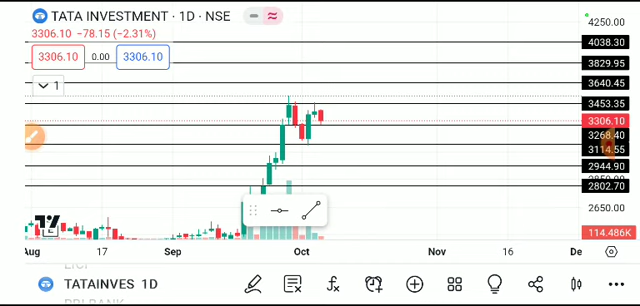 TATA INVESTMENT · 1D · NSE
3306.10 −78.15 (−2.31%)
3306.10 0.00 3306.10
1
4250.00
4038.30
3829.95
3640.45
3453.35
3306.10
3268.40
3114.55
2944.90
2802.70
2650.00
114.486K
Aug 17 Sep Oct Nov 16 De
TATAINVES 1D